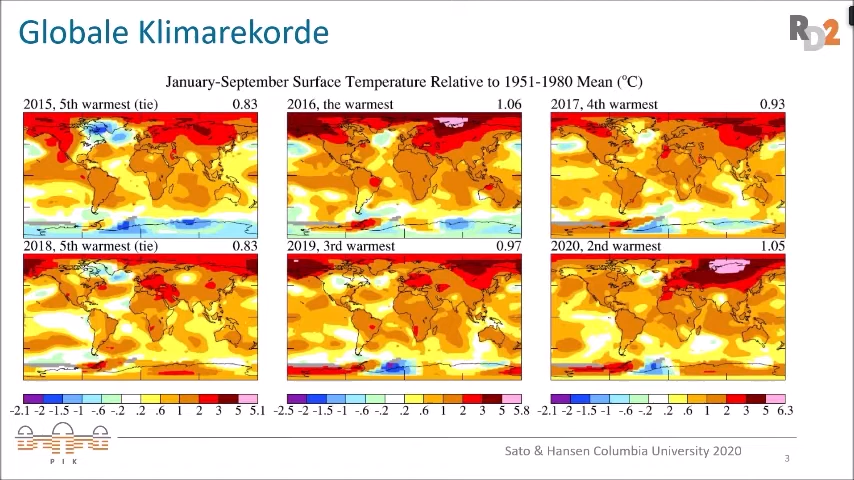 Globale Klimarekorde
RD2
January-September Surface Temperature Relative to 1951-1980 Mean (°C)
2015, 5th warmest (tie) 0.83
2016, the warmest 1.06
2017, 4th warmest 0.93
2018, 5th warmest (tie) 0.83
2019, 3rd warmest 0.97
2020, 2nd warmest 1.05
-2.1 -2 -1.5 -1 -.6 -.2 .2 .6 1 2 3 5 5.1
-2.5 -2 -1.5 -1 -.6 -.2 .2 .6 1 2 3 5 5.8
-2.1 -2 -1.5 -1 -.6 -.2 .2 .6 1 2 3 5 6.3
PIK
Sato & Hansen Columbia University 2020
3